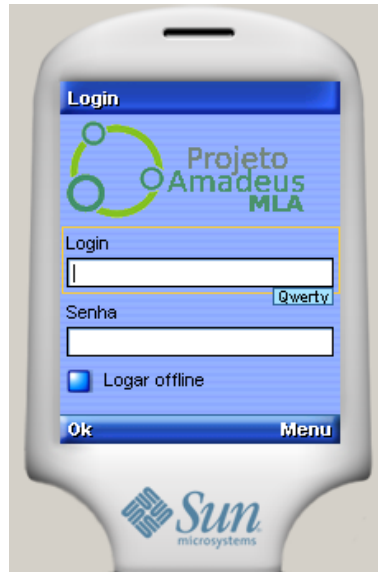 Login
Projeto
Amadeus
MLA
Login
Qwerty
Senha
Logar offline
Ok Menu
Sun
microsystems